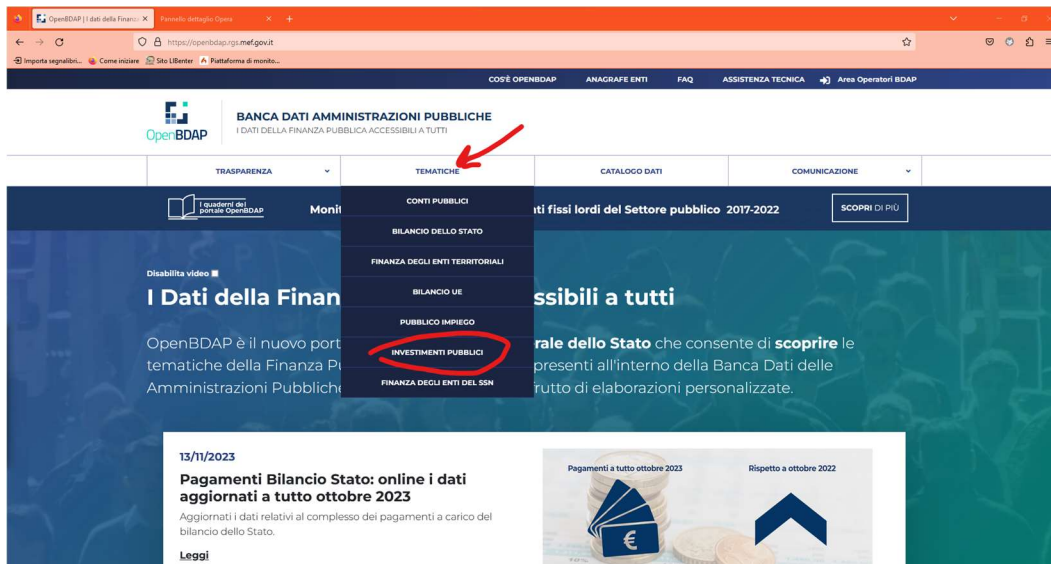 OpenBDAP | I dati della Finanz
Pannello dettaglio Opera
https://openbdap.rgs.mef.gov.it
Importa segnalibri...
Come iniziare
Sito LIBenter
Piattaforma di monito...
COS'È OPENBDAP
ANAGRAFE ENTI
FAQ
ASSISTENZA TECNICA
Area Operatori BDAP
OpenBDAP
BANCA DATI AMMINISTRAZIONI PUBBLICHE
I DATI DELLA FINANZA PUBBLICA ACCESSIBILI A TUTTI
TRASPARENZA
TEMATICHE
CATALOGO DATI
COMUNICAZIONE
CONTI PUBBLICI
BILANCIO DELLO STATO
FINANZA DEGLI ENTI TERRITORIALI
BILANCIO UE
PUBBLICO IMPIEGO
INVESTIMENTI PUBBLICI
FINANZA DEGLI ENTI DEL SSN
I quaderni del
portale OpenBDAP
Monit
ti fissi lordi del Settore pubblico 2017-2022
SCOPRI DI PIÙ
Disabilita video
I Dati della Finan ssibili a tutti
OpenBDAP è il nuovo port rale dello Stato che consente di scoprire le
tematiche della Finanza Pu presenti all'interno della Banca Dati delle
Amministrazioni Pubbliche frutto di elaborazioni personalizzate.
13/11/2023
Pagamenti Bilancio Stato: online i dati
aggiornati a tutto ottobre 2023
Aggiornati i dati relativi al complesso dei pagamenti a carico del
bilancio dello Stato.
Leggi
Pagamenti a tutto ottobre 2023
Rispetto a ottobre 2022
€